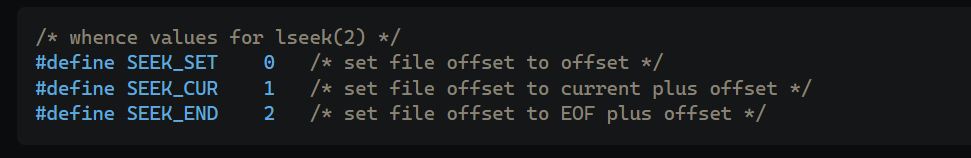 /* whence values for lseek(2) */
#define SEEK_SET    0   /* set file offset to offset */
#define SEEK_CUR    1   /* set file offset to current plus offset */
#define SEEK_END    2   /* set file offset to EOF plus offset */